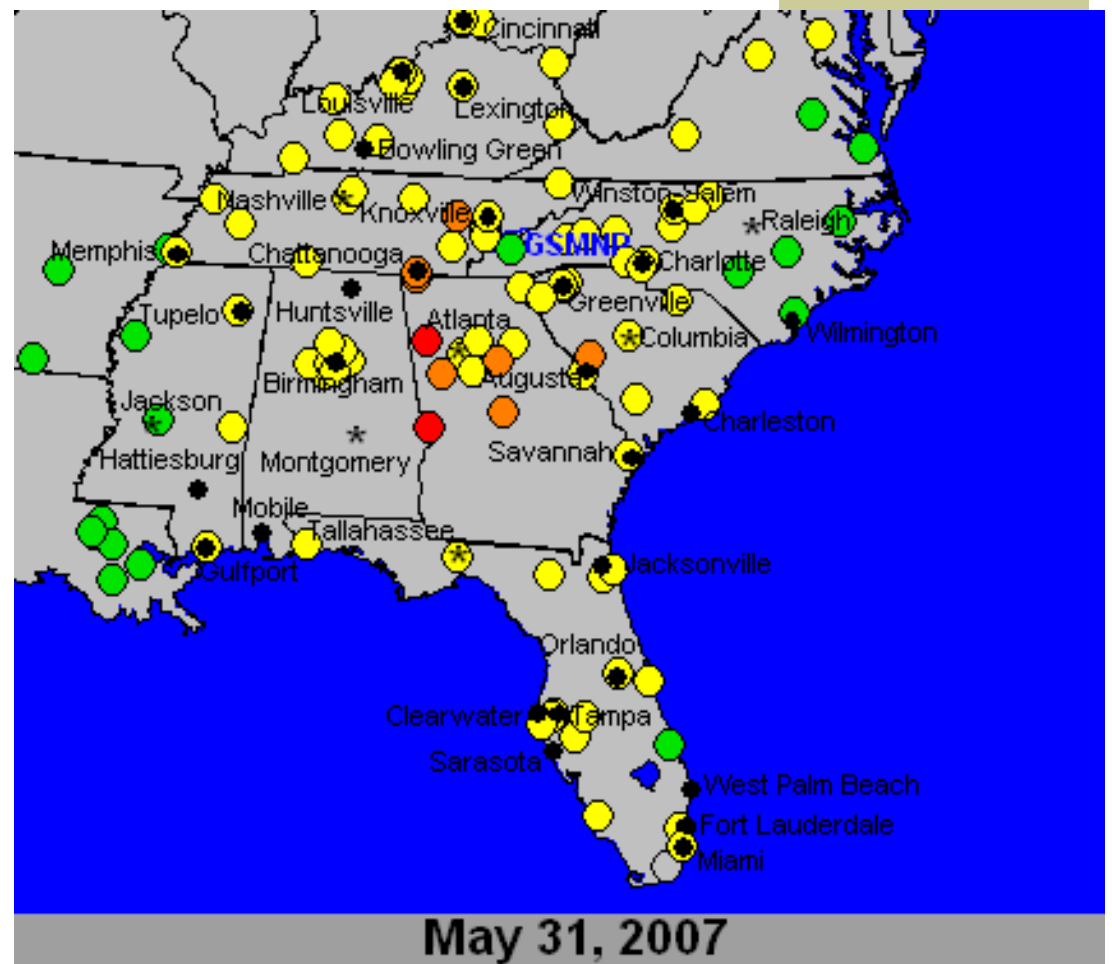 Cincinnati
Louisville
Lexington
Bowling Green
Nashville
Knoxville
Winston-Salem
Raleigh
Memphis
Chattanooga
GSMNP
Charlotte
Tupelo
Huntsville
Atlanta
Greenville
Columbia
Wilmington
Birmingham
Augusta
Jackson
Charleston
Hattiesburg
Montgomery
Savannah
Mobile
Tallahassee
Gulfport
Jacksonville
Orlando
Clearwater
Tampa
Sarasota
West Palm Beach
Fort Lauderdale
Miami
May 31, 2007